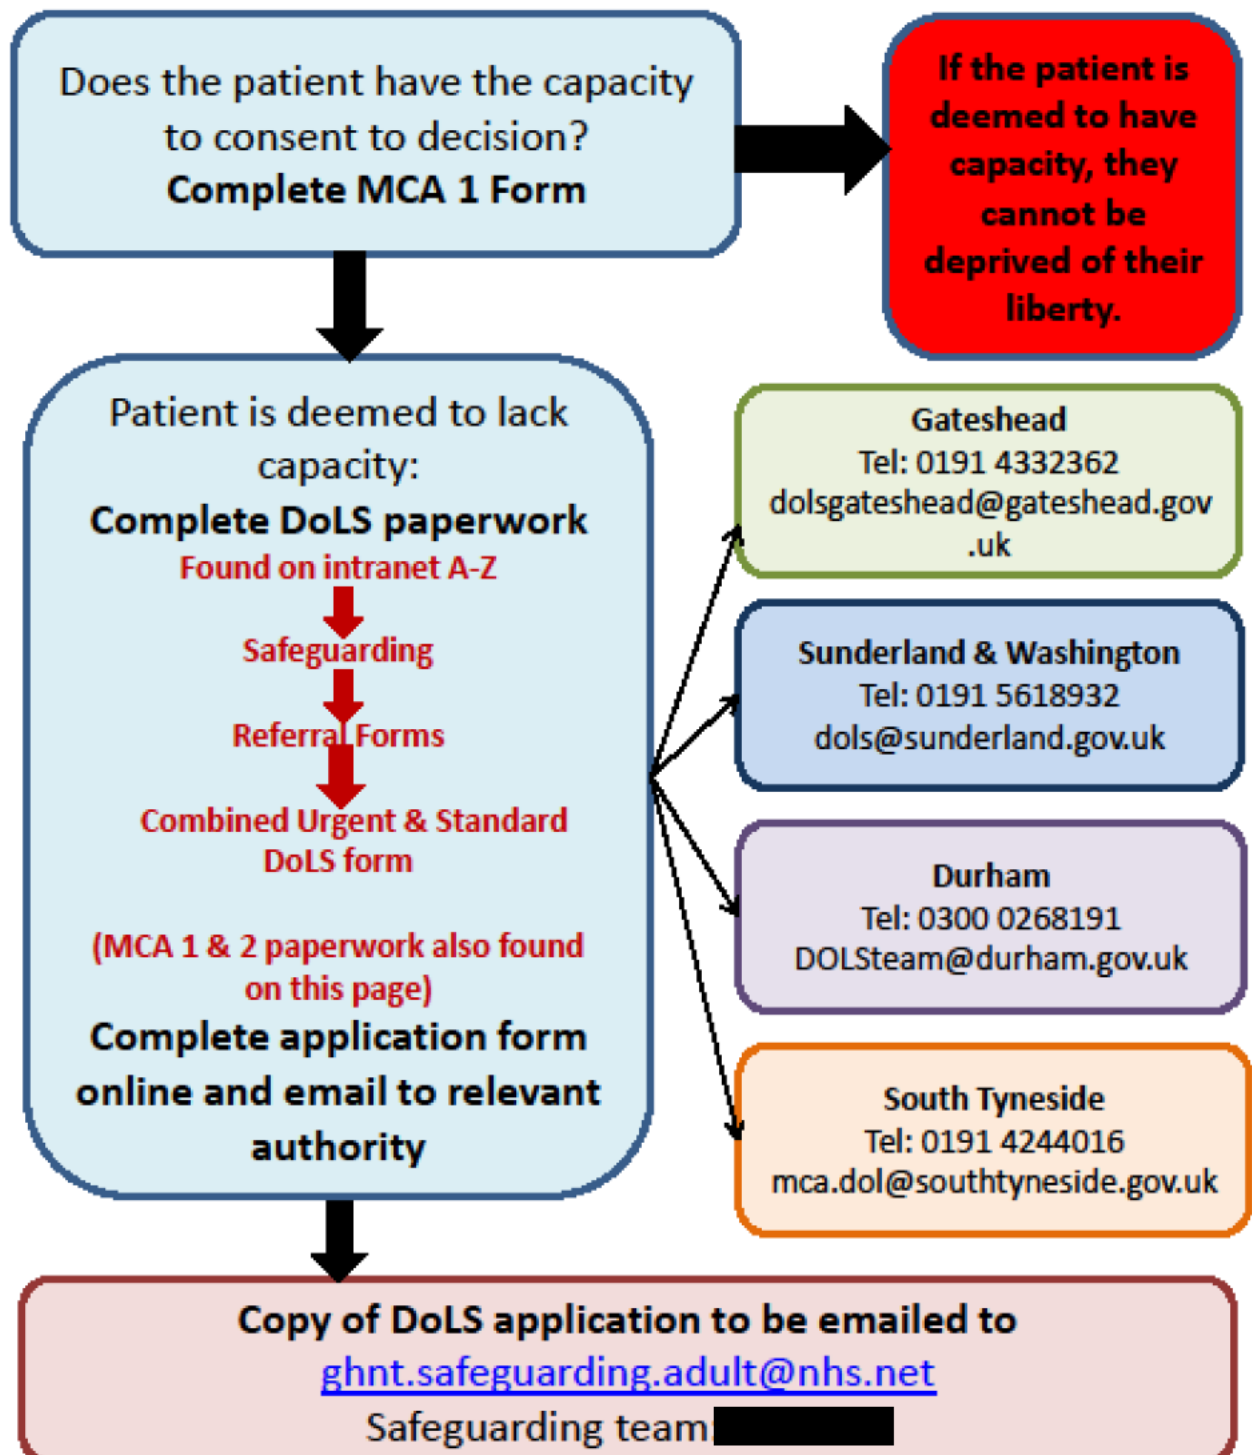 Does the patient have the capacity
to consent to decision?
Complete MCA 1 Form
If the patient is
deemed to have
capacity, they
cannot be
deprived of their
liberty.
Patient is deemed to lack
capacity:
Complete DoLS paperwork
Found on intranet A-Z
Safeguarding
Referral Forms
Combined Urgent & Standard
DoLS form
(MCA 1 & 2 paperwork also found
on this page)
Complete application form
online and email to relevant
authority
Gateshead
Tel: 0191 4332362
dolsgateshead@gateshead.gov
.uk
Sunderland & Washington
Tel: 0191 5618932
dols@sunderland.gov.uk
Durham
Tel: 0300 0268191
DOLSteam@durham.gov.uk
South Tyneside
Tel: 0191 4244016
mca.dol@southtyneside.gov.uk
Copy of DoLS application to be emailed to
ghnt.safeguarding.adult@nhs.net
Safeguarding team: